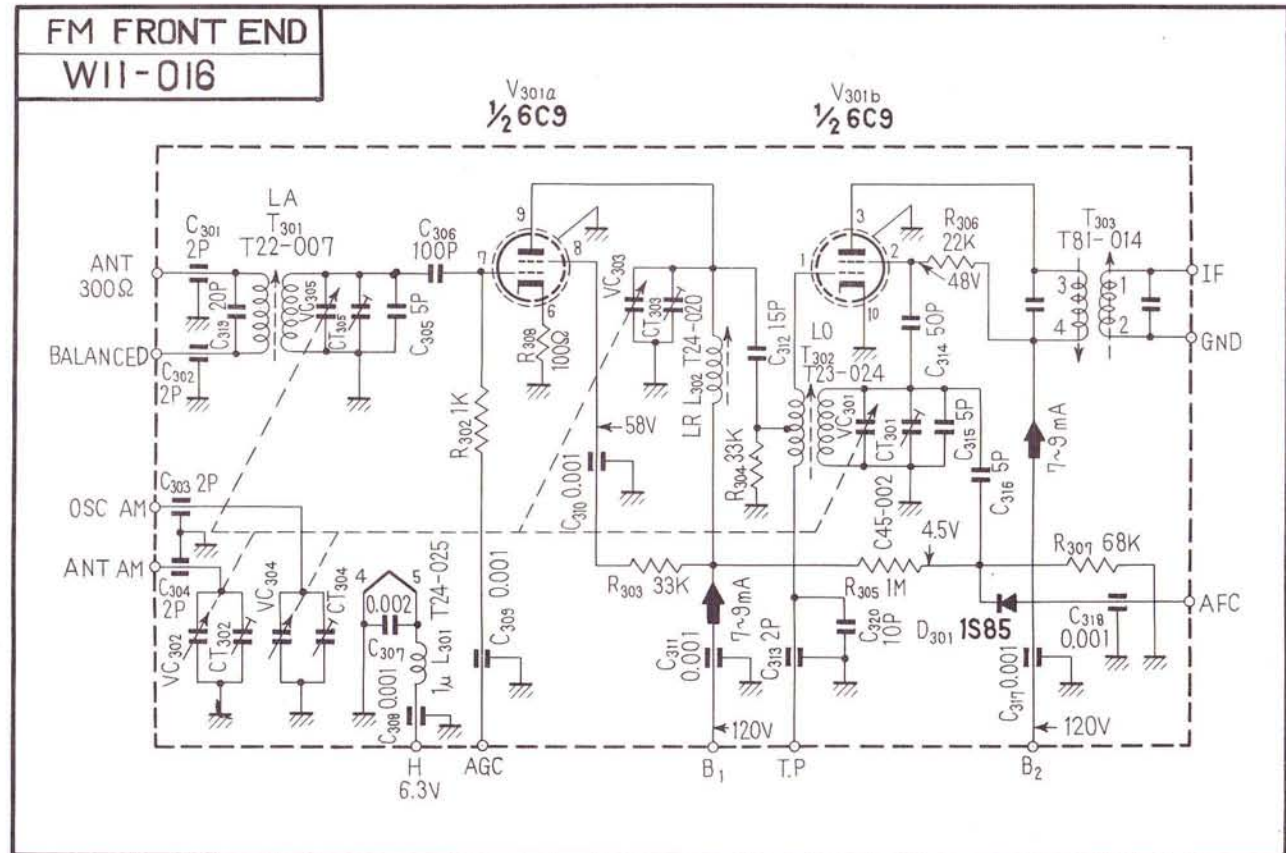 FM FRONT END
W11-016
V301a
½ 6C9
V301b
½ 6C9
LA
T301
T22-007
C301
2P
C306
100P
ANT
300Ω
BALANCED
C302
2P
C319
20P
VC305
CT305
C305
5P
9
7
8
6
R308
100Ω
R302 1K
58V
C310 0.001
VC303
CT303
LR L302 T24-020
C312 15P
R304 33K
3
1
2
10
R306
22K
48V
C314 50P
LO
T302
T23-024
VC301
CT301
C315 5P
C316 5P
C45-002
T303
T81-014
3
4
1
2
IF
GND
7~9mA
OSC AM
C303 2P
ANT AM
C304
2P
VC302
CT302
VC304
CT304
4
5
0.002
C307
1μ L301 T24-025
C308 0.001
C309 0.001
R303 33K
7~9mA
C311
0.001
R305 1M
4.5V
C320
10P
C313 2P
R307 68K
D301 1S85
C318
0.001
C317 0.001
AFC
120V
120V
H
6.3V
AGC
B1
T.P
B2